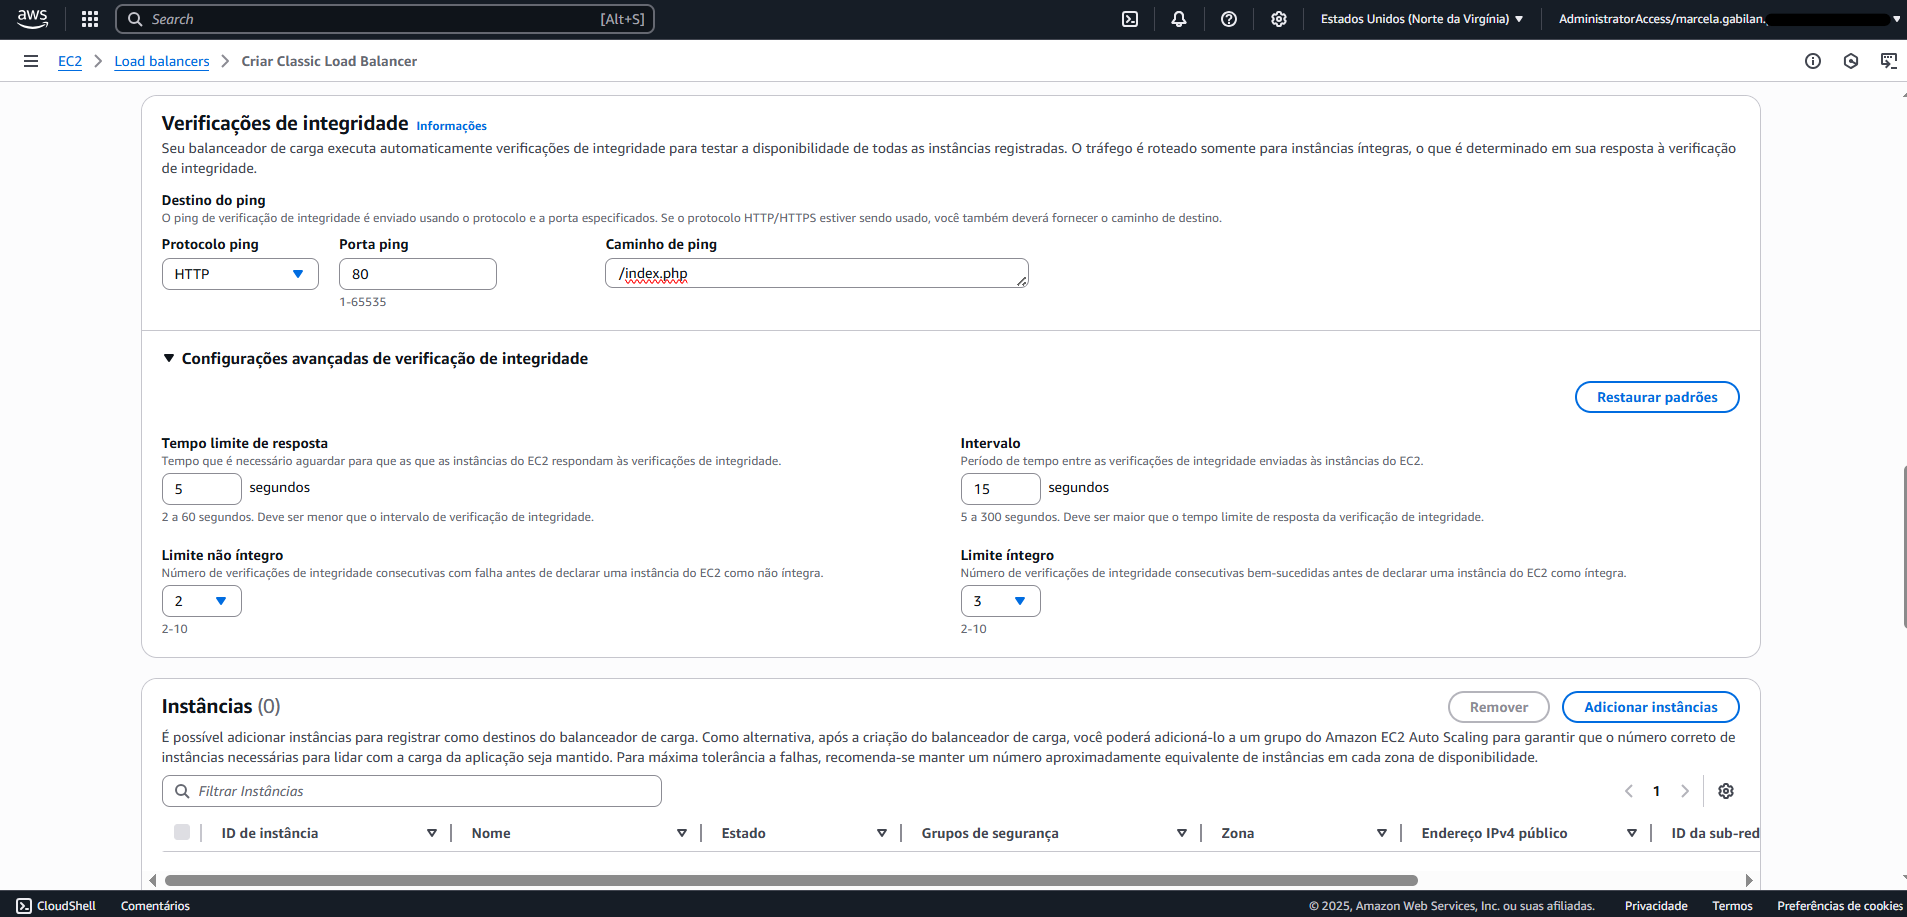 aws
Search
[Alt+S]
Estados Unidos (Norte da Virgínia)
AdministratorAccess/marcela.gabilan.
EC2
Load balancers
Criar Classic Load Balancer
Verificações de integridade Informações
Seu balanceador de carga executa automaticamente verificações de integridade para testar a disponibilidade de todas as instâncias registradas. O tráfego é roteado somente para instâncias íntegras, o que é determinado em sua resposta à verificação
de integridade.
Destino do ping
O ping de verificação de integridade é enviado usando o protocolo e a porta especificados. Se o protocolo HTTP/HTTPS estiver sendo usado, você também deverá fornecer o caminho de destino.
Protocolo ping
Porta ping
Caminho de ping
HTTP
80
/index.php
1-65535
Configurações avançadas de verificação de integridade
Restaurar padrões
Tempo limite de resposta
Tempo que é necessário aguardar para que as que as instâncias do EC2 respondam às verificações de integridade.
5 segundos
2 a 60 segundos. Deve ser menor que o intervalo de verificação de integridade.
Intervalo
Período de tempo entre as verificações de integridade enviadas às instâncias do EC2.
15 segundos
5 a 300 segundos. Deve ser maior que o tempo limite de resposta da verificação de integridade.
Limite não íntegro
Número de verificações de integridade consecutivas com falha antes de declarar uma instância do EC2 como não íntegra.
2
2-10
Limite íntegro
Número de verificações de integridade consecutivas bem-sucedidas antes de declarar uma instância do EC2 como íntegra.
3
2-10
Instâncias (0)
Remover
Adicionar instâncias
É possível adicionar instâncias para registrar como destinos do balanceador de carga. Como alternativa, após a criação do balanceador de carga, você poderá adicioná-lo a um grupo do Amazon EC2 Auto Scaling para garantir que o número correto de
instâncias necessárias para lidar com a carga da aplicação seja mantido. Para máxima tolerância a falhas, recomenda-se manter um número aproximadamente equivalente de instâncias em cada zona de disponibilidade.
Filtrar Instâncias
1
ID de instância
Nome
Estado
Grupos de segurança
Zona
Endereço IPv4 público
ID da sub-red
CloudShell
Comentários
© 2025, Amazon Web Services, Inc. ou suas afiliadas.
Privacidade
Termos
Preferências de cookies